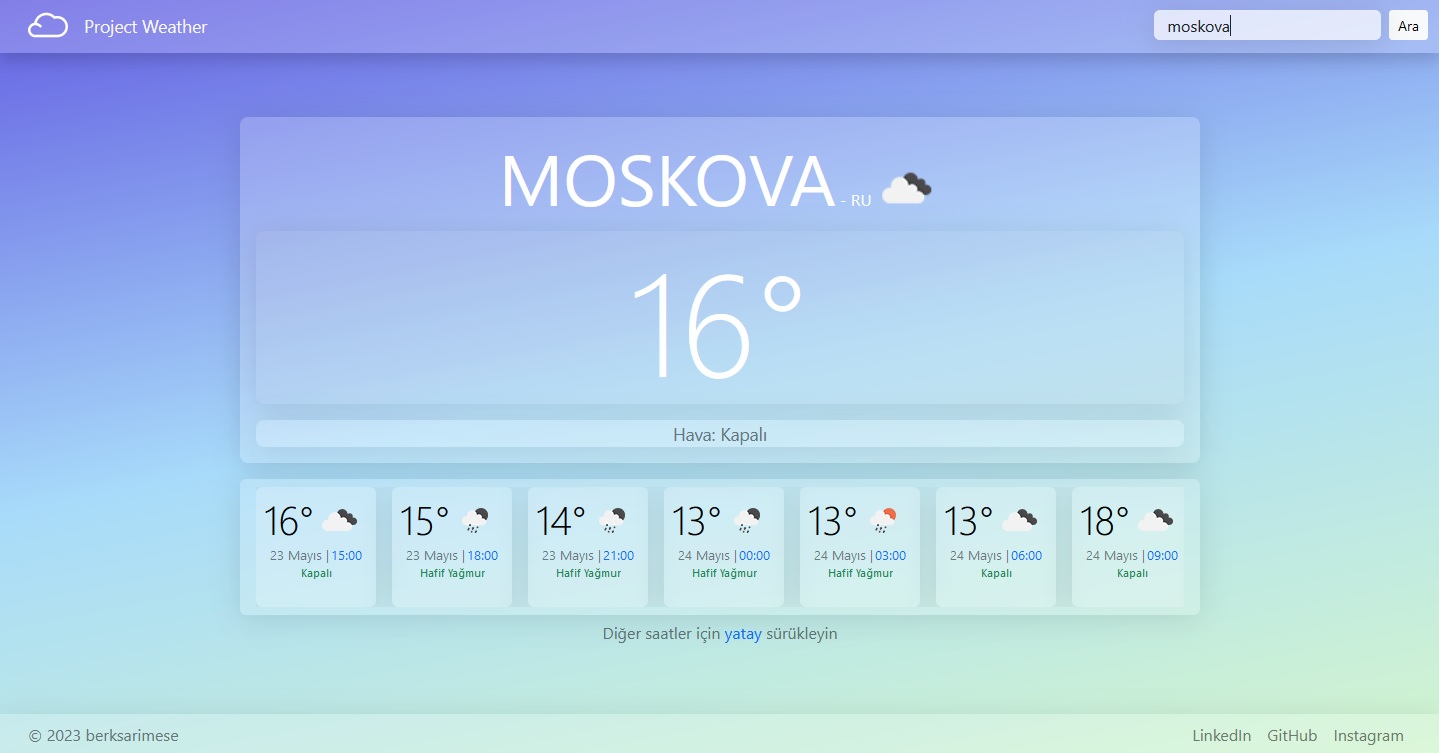 Project Weather
moskova
Ara
MOSKOVA - RU
16°
Hava: Kapalı
16°
23 Mayıs | 15:00
Kapalı
15°
23 Mayıs | 18:00
Hafif Yağmur
14°
23 Mayıs | 21:00
Hafif Yağmur
13°
24 Mayıs | 00:00
Hafif Yağmur
13°
24 Mayıs | 03:00
Hafif Yağmur
13°
24 Mayıs | 06:00
Kapalı
18°
24 Mayıs | 09:00
Kapalı
Diğer saatler için yatay sürükleyin
© 2023 berksarimese
LinkedIn GitHub Instagram